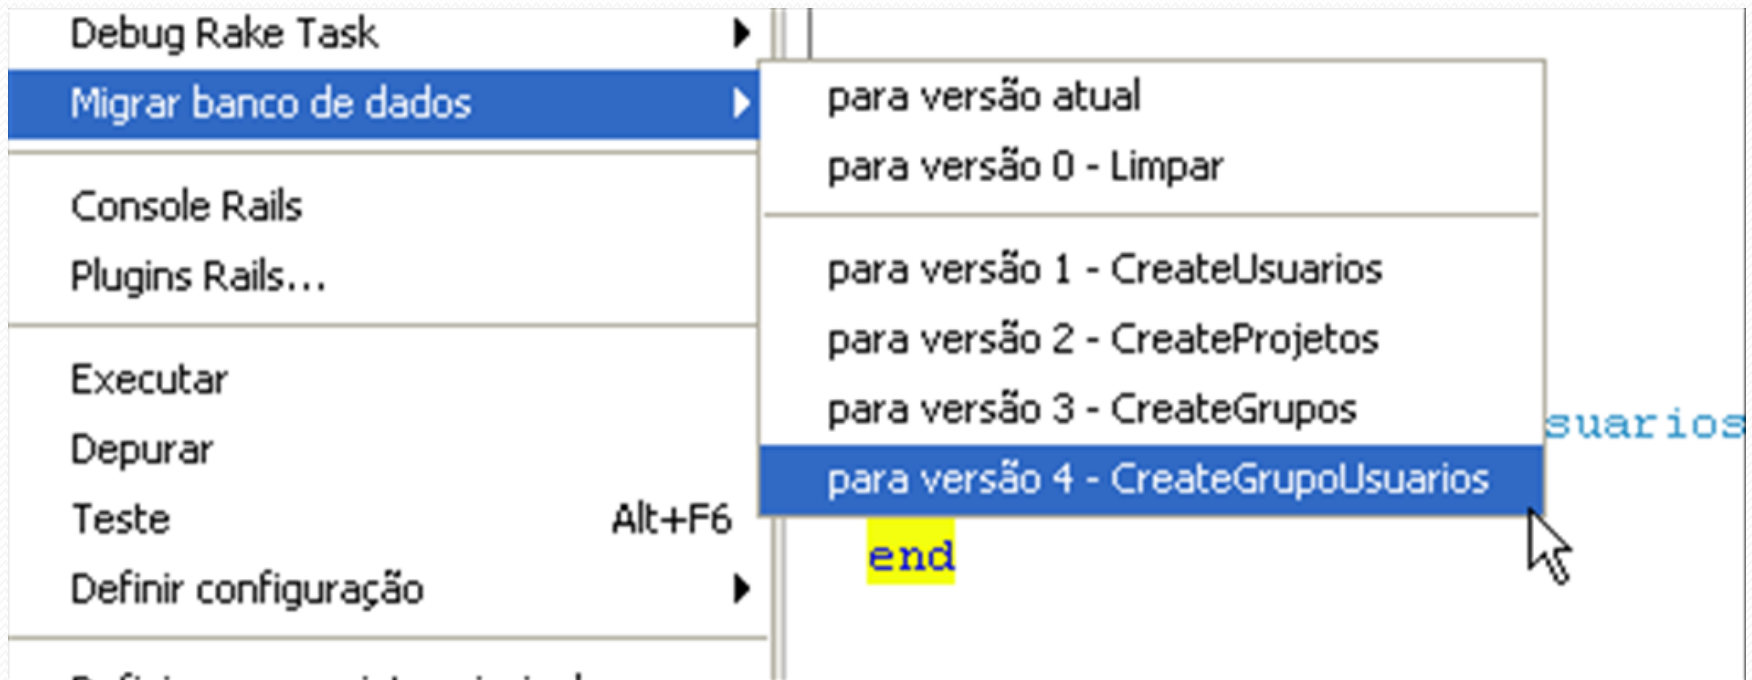 Debug Rake Task
Migrar banco de dados
Console Rails
Plugins Rails...
Executar
Depurar
Teste Alt+F6
Definir configuração
para versão atual
para versão 0 - Limpar
para versão 1 - CreateUsuarios
para versão 2 - CreateProjetos
para versão 3 - CreateGrupos
para versão 4 - CreateGrupoUsuarios
suarios
end